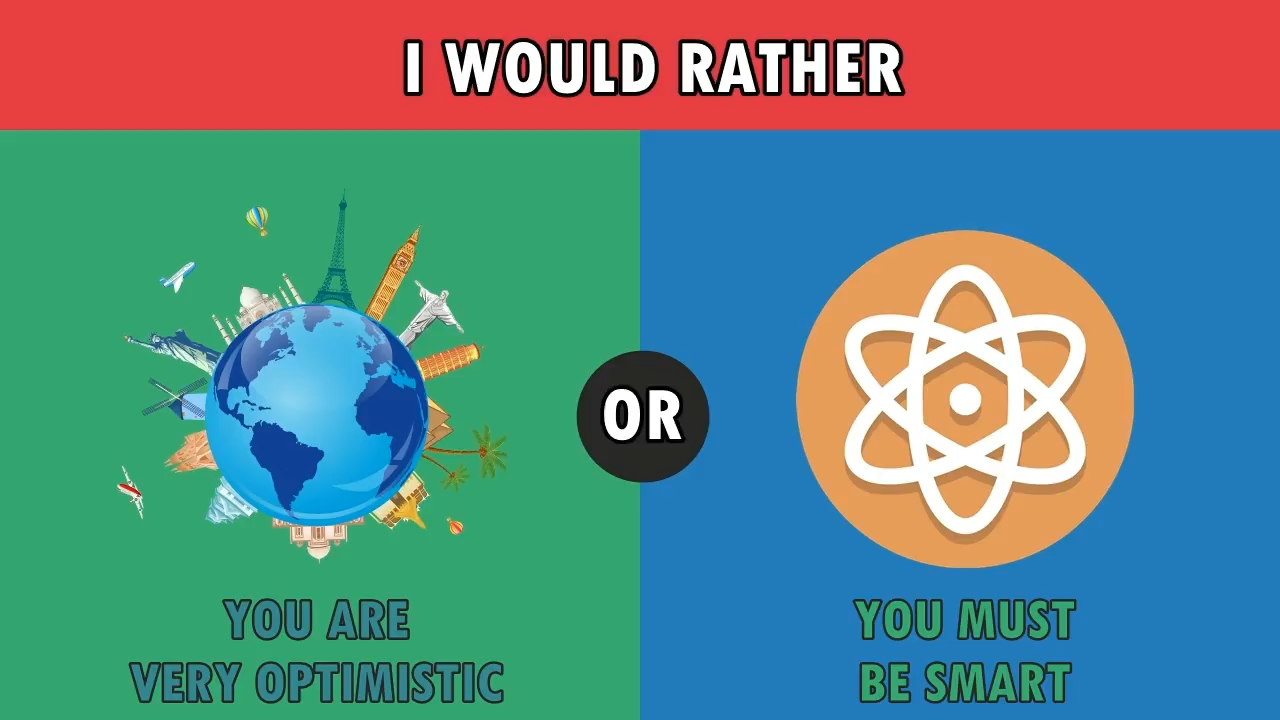 I WOULD RATHER
OR
YOU ARE
VERY OPTIMISTIC
YOU MUST
BE SMART